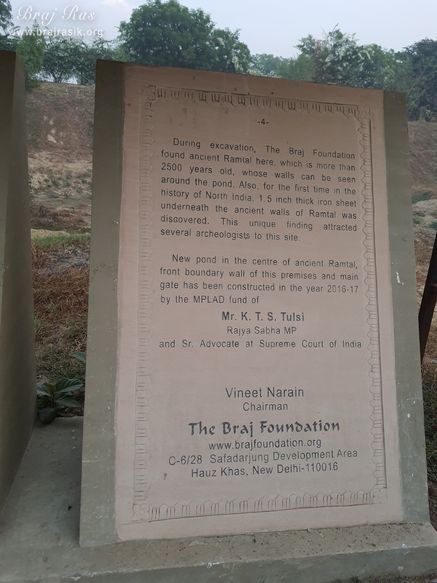 Braj Ras
www.brajrasik.org
www.brajrasik.org
-4-
During excavation, The Braj Foundation
found ancient Ramtal here, which is more than
2500 years old, whose walls can be seen
around the pond. Also, for the first time in the
history of North India, 1.5 inch thick iron sheet
underneath the ancient walls of Ramtal was
discovered. This unique finding attracted
several archeologists to this site.
New pond in the centre of ancient Ramtal,
front boundary wall of this premises and main
gate has been constructed in the year 2016-17
by the MPLAD fund of
Mr. K. T. S. Tulsi
Rajya Sabha MP
and Sr. Advocate at Supreme Court of India
Vineet Narain
Chairman
The Braj Foundation
www.brajfoundation.org
C-6/28 Safadarjung Development Area
Hauz Khas, New Delhi-110016